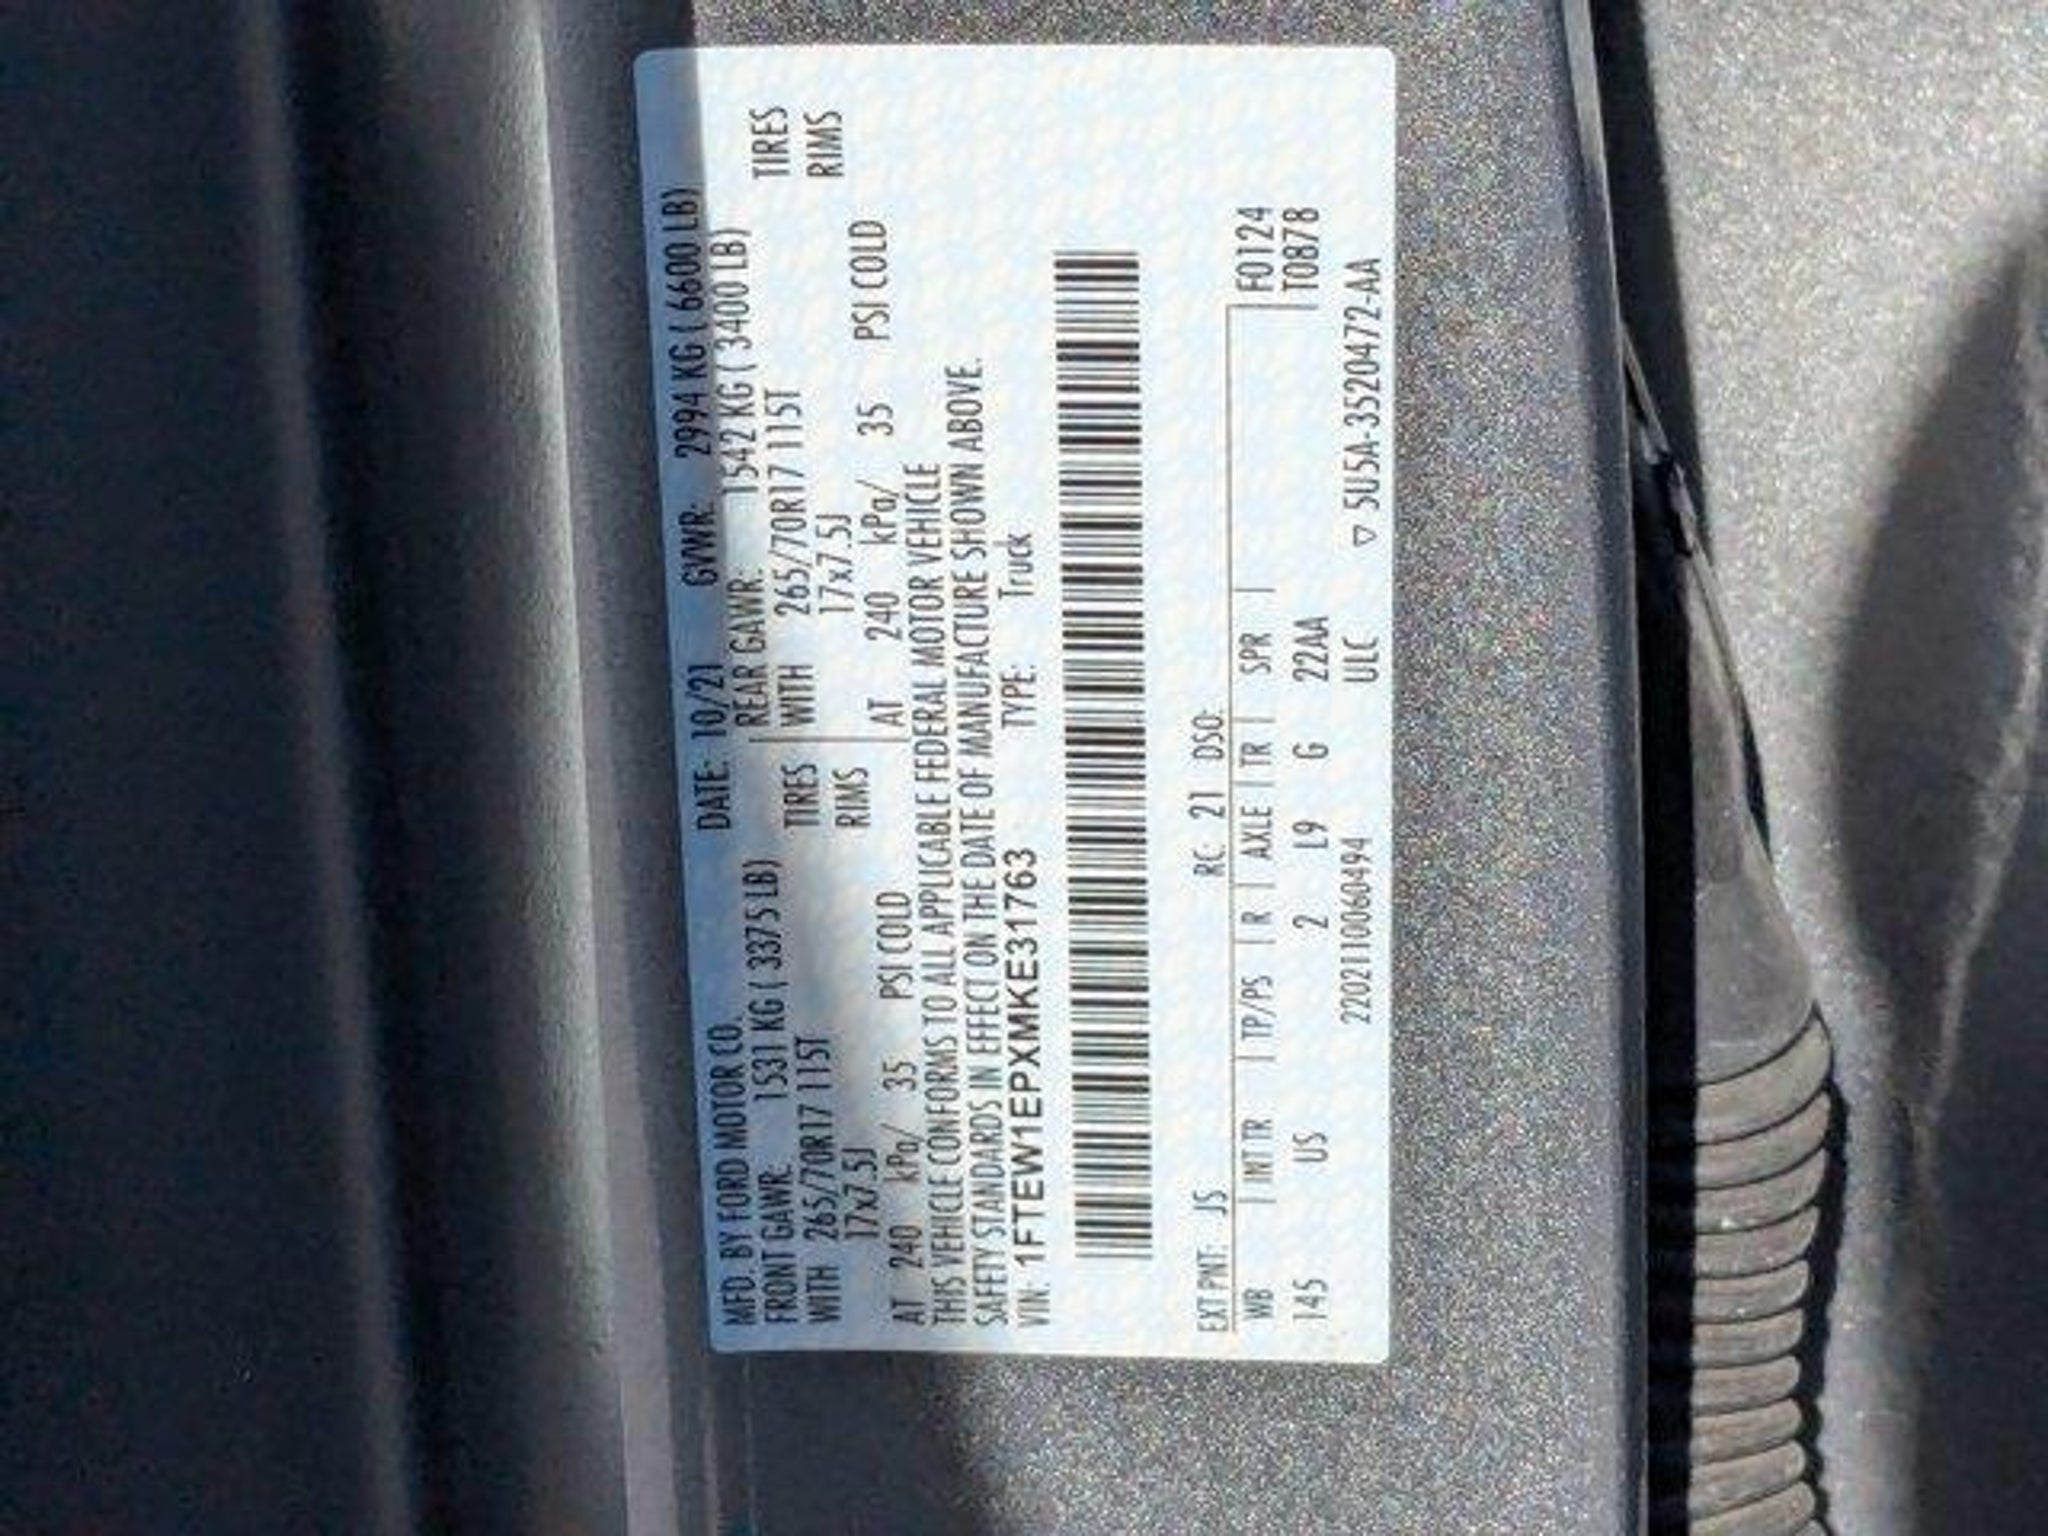 MFD. BY FORD MOTOR CO. DATE: 10/21 GVWR: 2994 KG ( 6600 LB)
FRONT GAWR: 1531 KG ( 3375 LB) REAR GAWR: 1542 KG ( 3400 LB)
WITH 265/70R17 115T TIRES WITH 265/70R17 115T TIRES
17x7.5J RIMS 17x7.5J RIMS
AT 240 kPa/ 35 PSI COLD AT 240 kPa/ 35 PSI COLD
THIS VEHICLE CONFORMS TO ALL APPLICABLE FEDERAL MOTOR VEHICLE
SAFETY STANDARDS IN EFFECT ON THE DATE OF MANUFACTURE SHOWN ABOVE.
VIN: 1FTEW1EPXMKE31763 TYPE: Truck
EXT PNT: JS RC: 21 DSO:
WB INT TR TP/PS R AXLE TR SPR F0124
145 US 2 L9 G 22AA T0878
220211006​0494 ULC ▽ 5U5A-3520472-AA